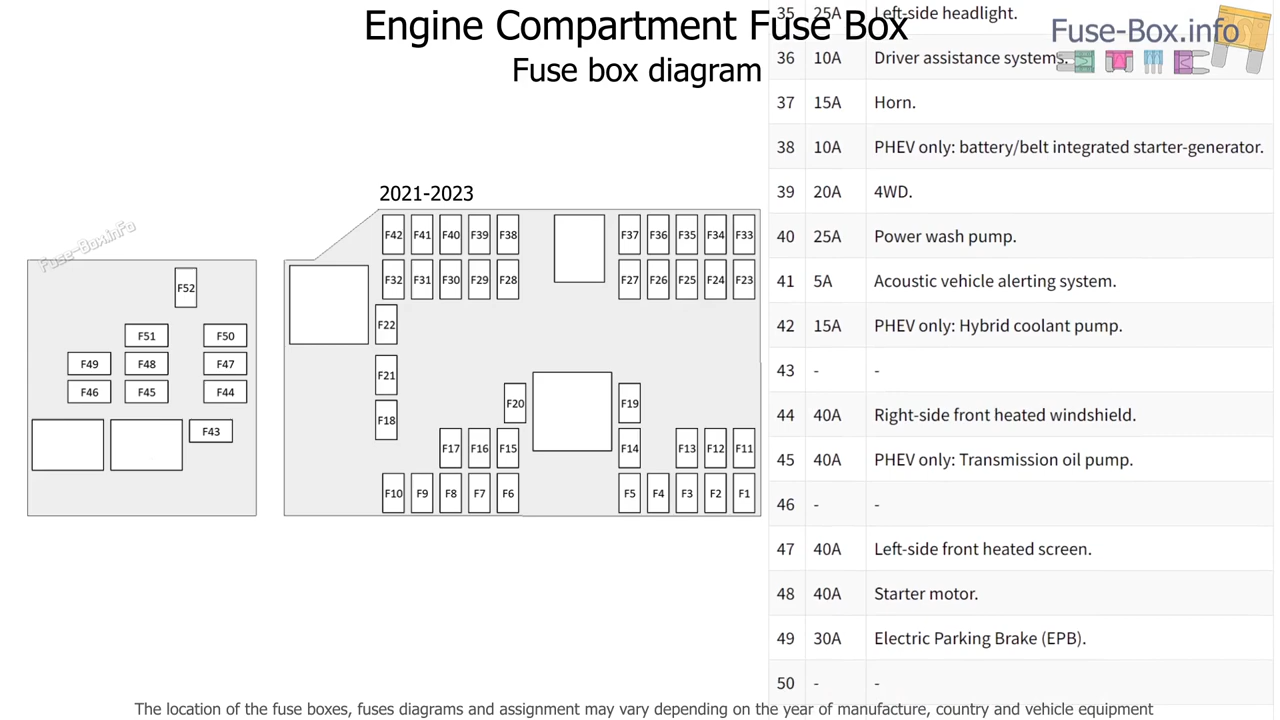 Engine Compartment Fuse Box
Fuse box diagram
Fuse-Box.info
2021-2023
Fuse-Box.info
F52
F51 F50
F49 F48 F47
F46 F45 F44
F43
F42 F41 F40 F39 F38 F37 F36 F35 F34 F33
F32 F31 F30 F29 F28 F27 F26 F25 F24 F23
F22
F21
F20 F19
F18
F17 F16 F15 F14 F13 F12 F11
F10 F9 F8 F7 F6 F5 F4 F3 F2 F1
35 25A Left-side headlight.
36 10A Driver assistance systems.
37 15A Horn.
38 10A PHEV only: battery/belt integrated starter-generator.
39 20A 4WD.
40 25A Power wash pump.
41 5A Acoustic vehicle alerting system.
42 15A PHEV only: Hybrid coolant pump.
43 - -
44 40A Right-side front heated windshield.
45 40A PHEV only: Transmission oil pump.
46 - -
47 40A Left-side front heated screen.
48 40A Starter motor.
49 30A Electric Parking Brake (EPB).
50 - -
The location of the fuse boxes, fuses diagrams and assignment may vary depending on the year of manufacture, country and vehicle equipment